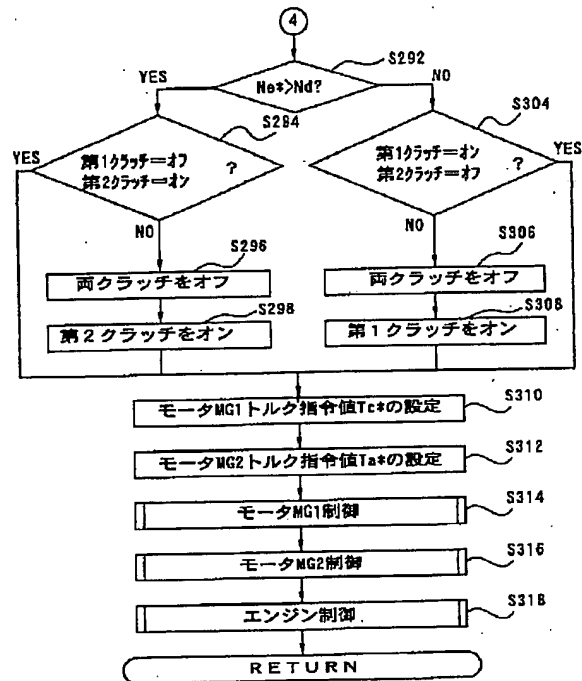 4
S292
YES
Ne*>Nd?
NO
S294
S304
YES
第1クラッチ=オフ
第2クラッチ=オン
?
第1クラッチ=オン
第2クラッチ=オフ
?
YES
NO
NO
S296
S306
両クラッチをオフ
両クラッチをオフ
S298
S308
第2クラッチをオン
第1クラッチをオン
S310
モータMG1トルク指令値Tc*の設定
S312
モータMG2トルク指令値Ta*の設定
S314
モータMG1制御
S316
モータMG2制御
S318
エンジン制御
RETURN